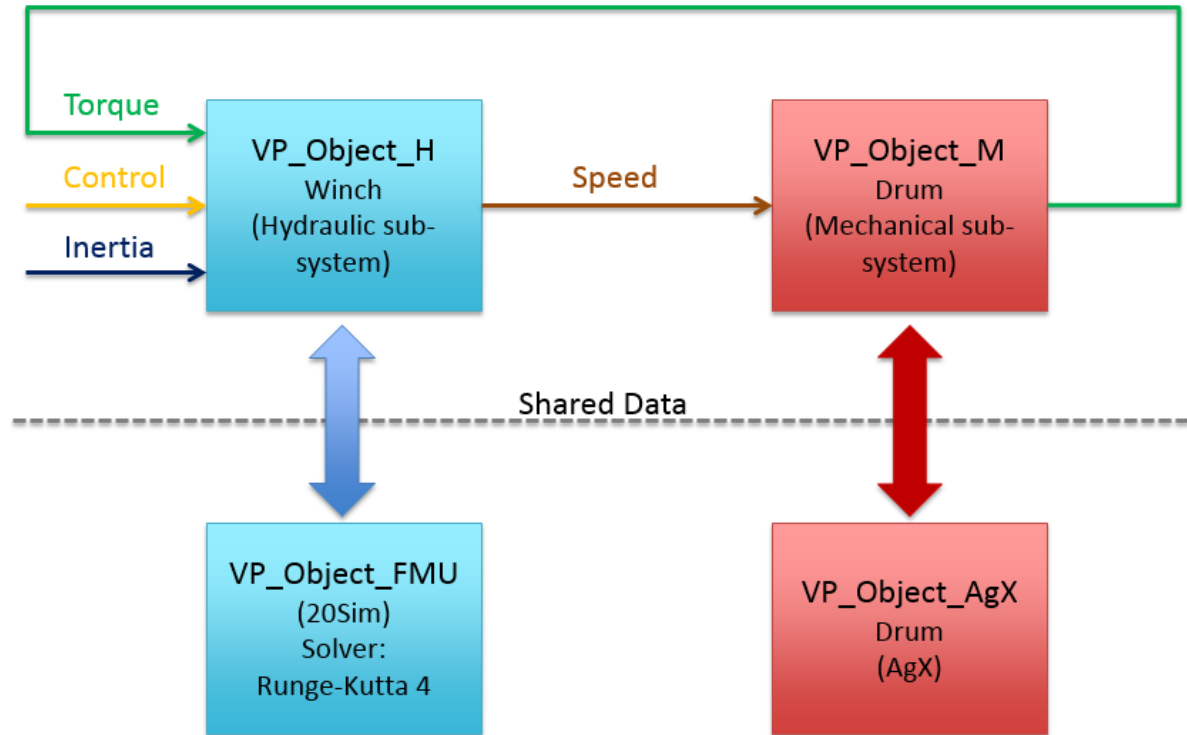 Torque
Control
Inertia
VP_Object_H
Winch
(Hydraulic sub-
system)
Speed
VP_Object_M
Drum
(Mechanical sub-
system)
Shared Data
VP_Object_FMU
(20Sim)
Solver:
Runge-Kutta 4
VP_Object_AgX
Drum
(AgX)